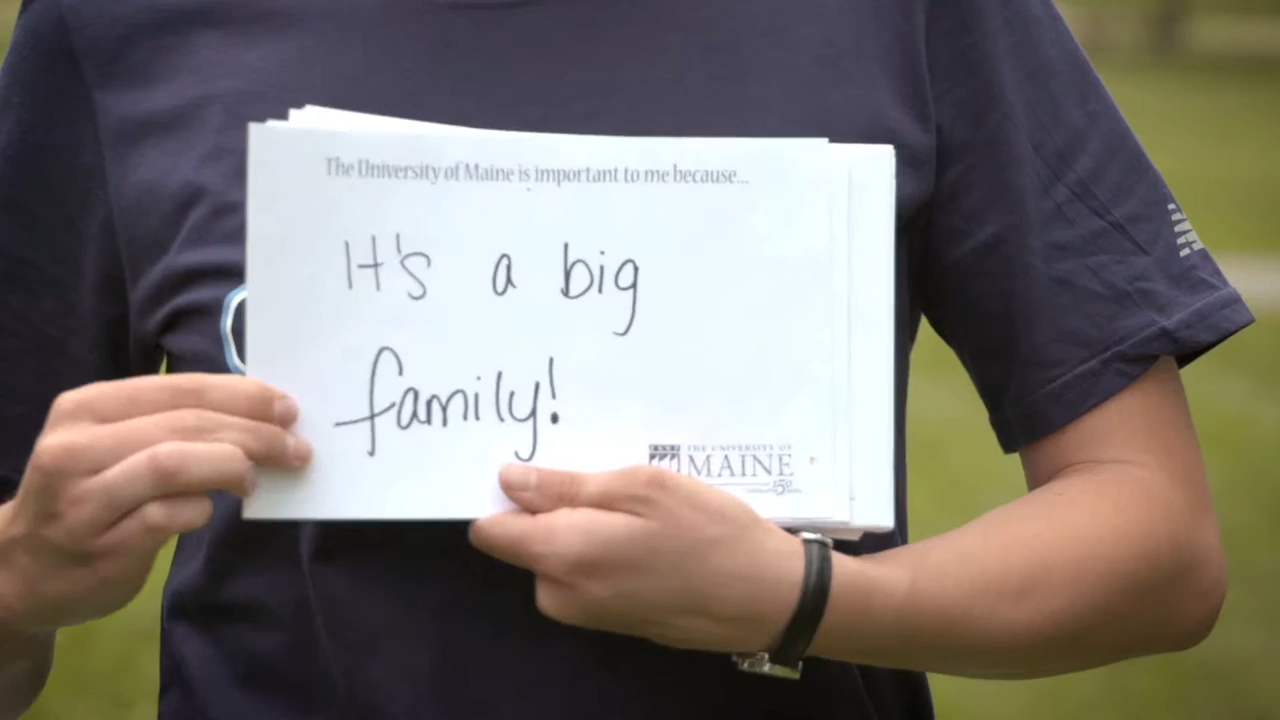 The University of Maine is important to me because...
It's a big
family!
THE UNIVERSITY OF
MAINE
150